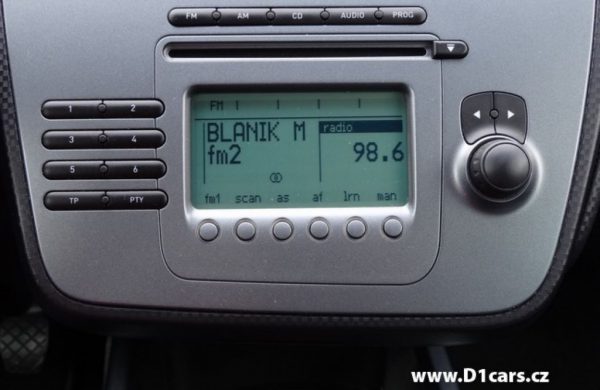 FM AM CD AUDIO PROG
FM
BLANIK M radio
fm2 98.6
fm1 scan as af lrn man
1 2
3 4
5 6
TP PTY
www.D1cars.cz